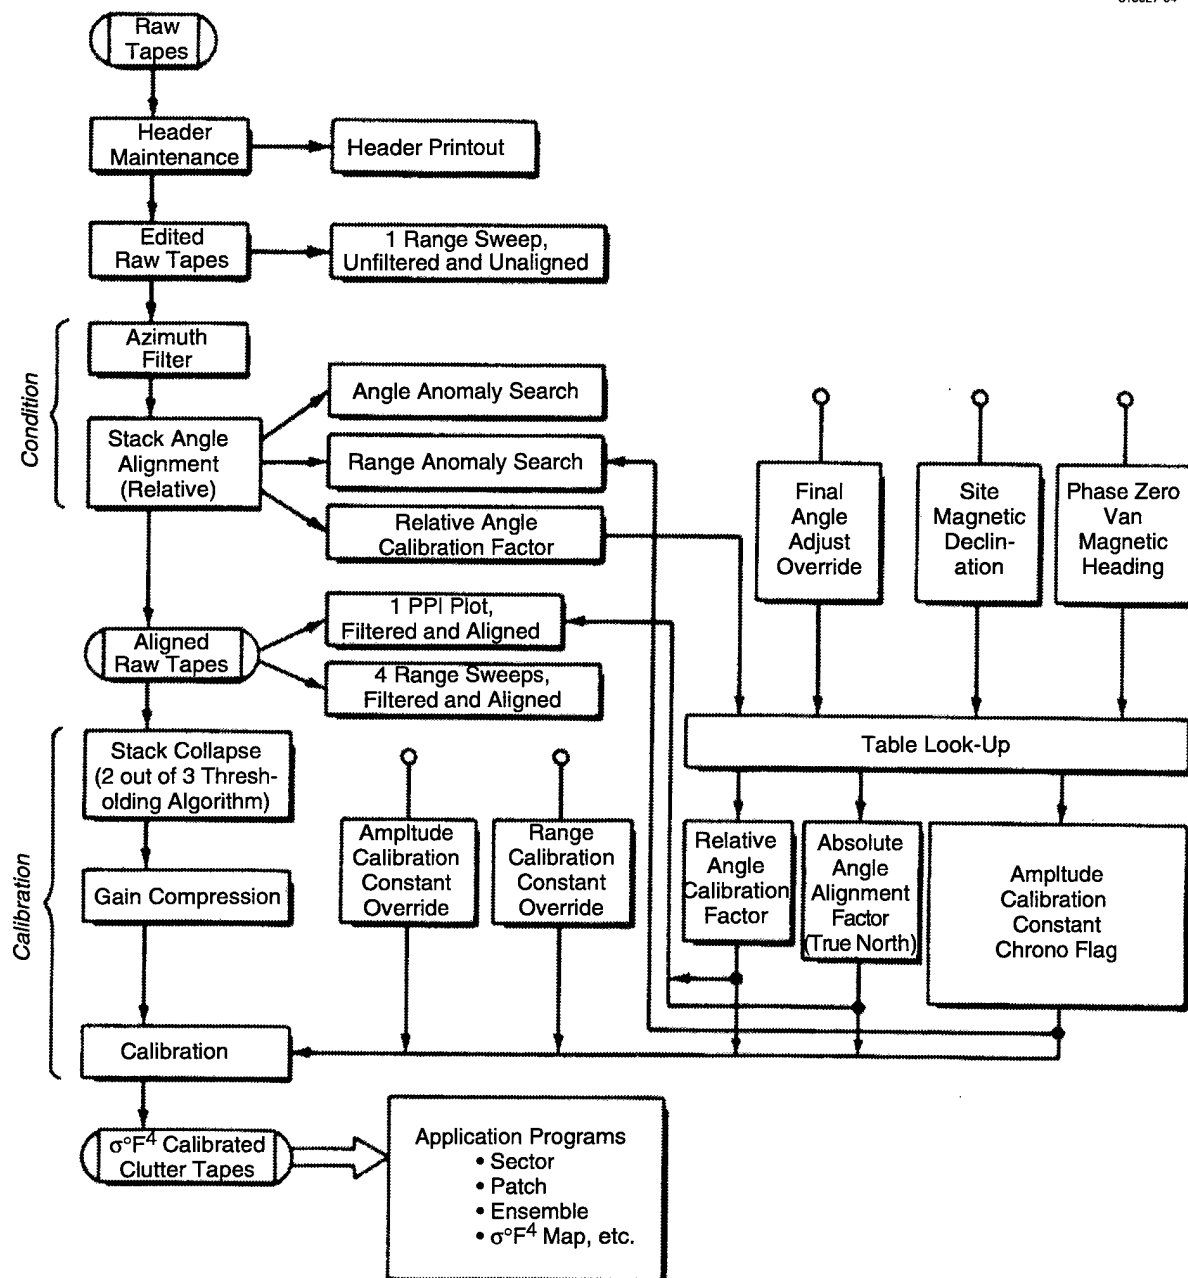 Raw
Tapes
Header
Maintenance
Header Printout
Edited
Raw Tapes
1 Range Sweep,
Unfiltered and Unaligned
Condition
Azimuth
Filter
Stack Angle
Alignment
(Relative)
Angle Anomaly Search
Range Anomaly Search
Relative Angle
Calibration Factor
Final
Angle
Adjust
Override
Site
Magnetic
Declin-
ation
Phase Zero
Van
Magnetic
Heading
Aligned
Raw Tapes
1 PPI Plot,
Filtered and Aligned
4 Range Sweeps,
Filtered and Aligned
Table Look-Up
Calibration
Stack Collapse
(2 out of 3 Thresh-
olding Algorithm)
Gain Compression
Calibration
Ampltude
Calibration
Constant
Override
Range
Calibration
Constant
Override
Relative
Angle
Calibration
Factor
Absolute
Angle
Alignment
Factor
(True North)
Ampltude
Calibration
Constant
Chrono Flag
σ°F⁴ Calibrated
Clutter Tapes
Application Programs
• Sector
• Patch
• Ensemble
• σ°F⁴ Map, etc.